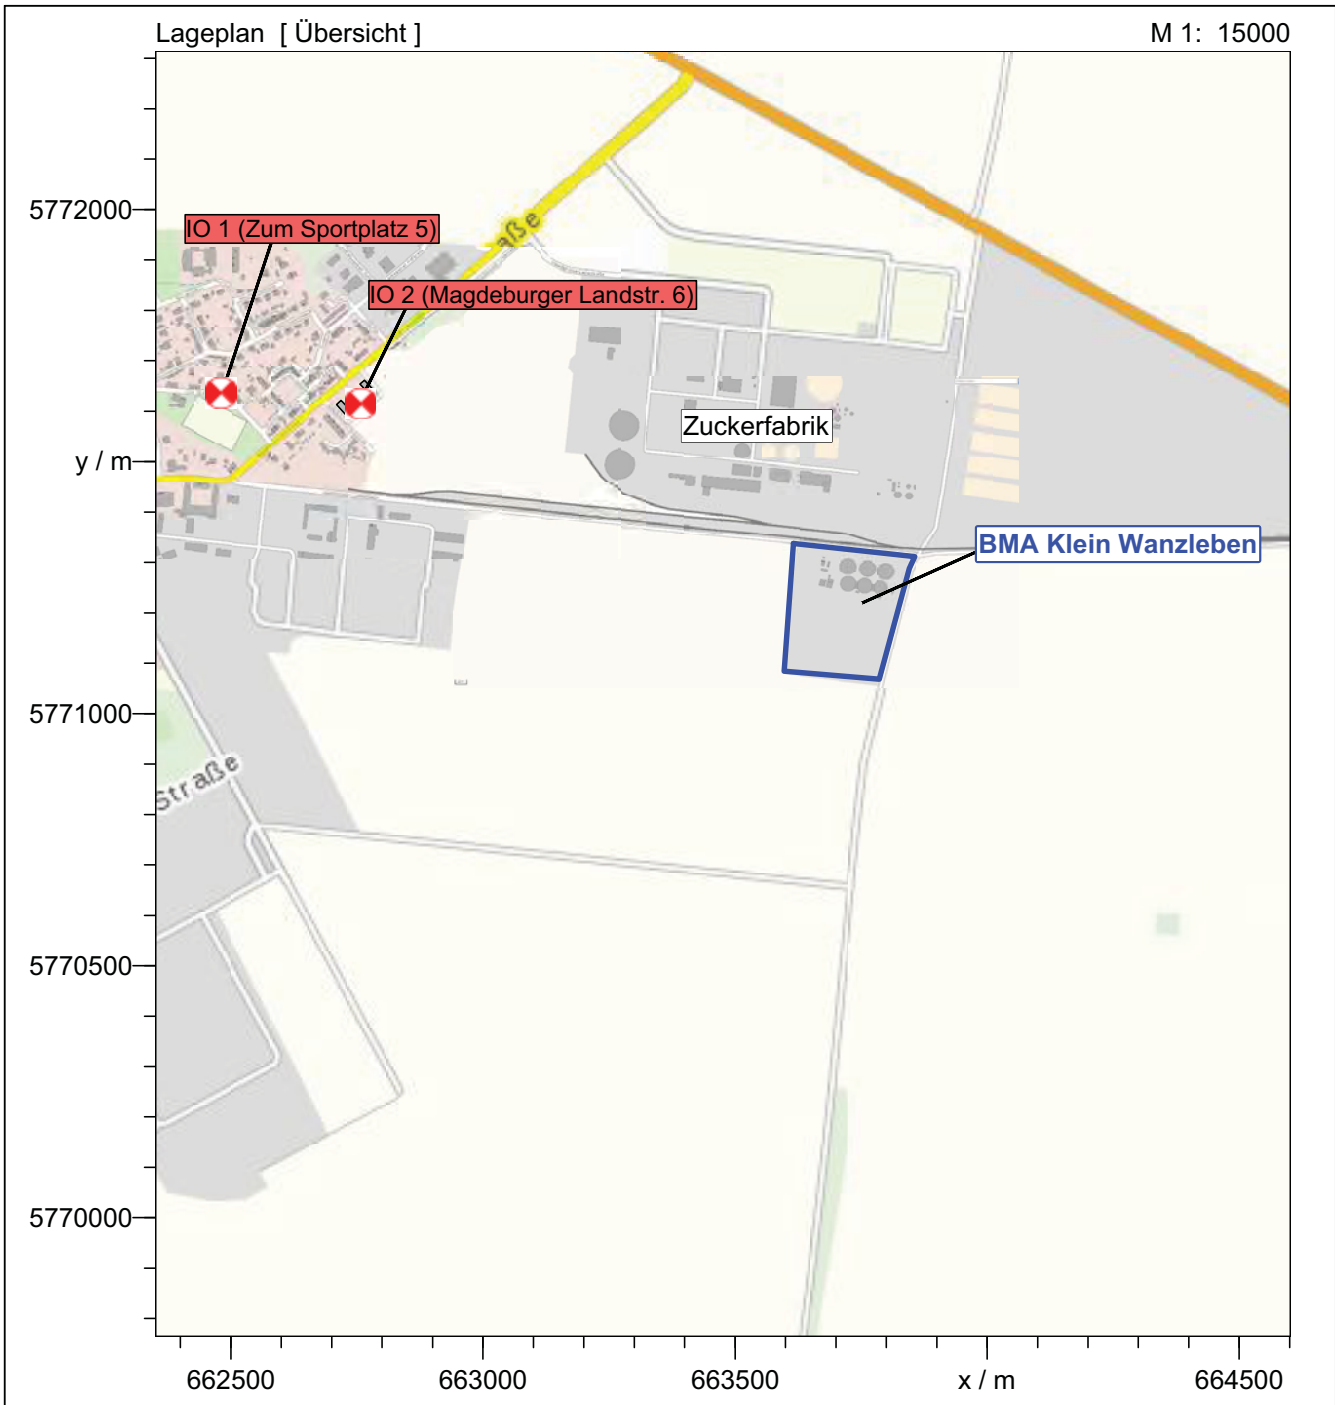 Lageplan [ Übersicht ]
M 1: 15000
5772000
IO 1 (Zum Sportplatz 5)
aße
IO 2 (Magdeburger Landstr. 6)
Zuckerfabrik
y / m
BMA Klein Wanzleben
5771000
Straße
5770500
5770000
662500
663000
663500
x / m
664500